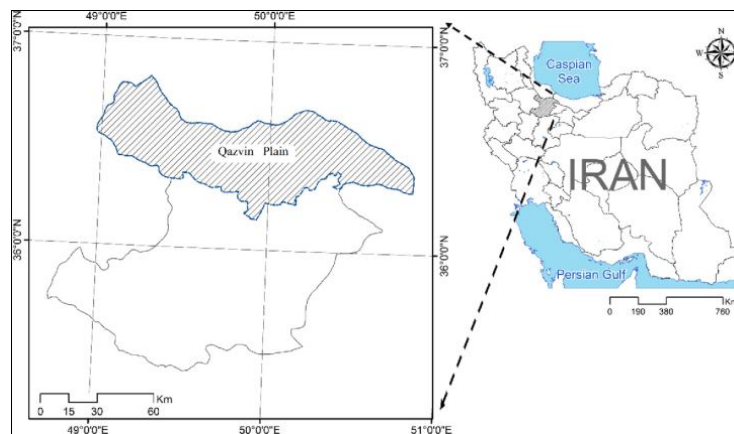 49°0'0"E
50°0'0"E
37°0'0"N
37°0'0"N
Qazvin Plain
36°0'0"N
36°0'0"N
0 15 30 60
Km
49°0'0"E
50°0'0"E
51°0'0"E
Caspian
Sea
N
W
E
S
IRAN
Persian Gulf
Km
0 190 380 760